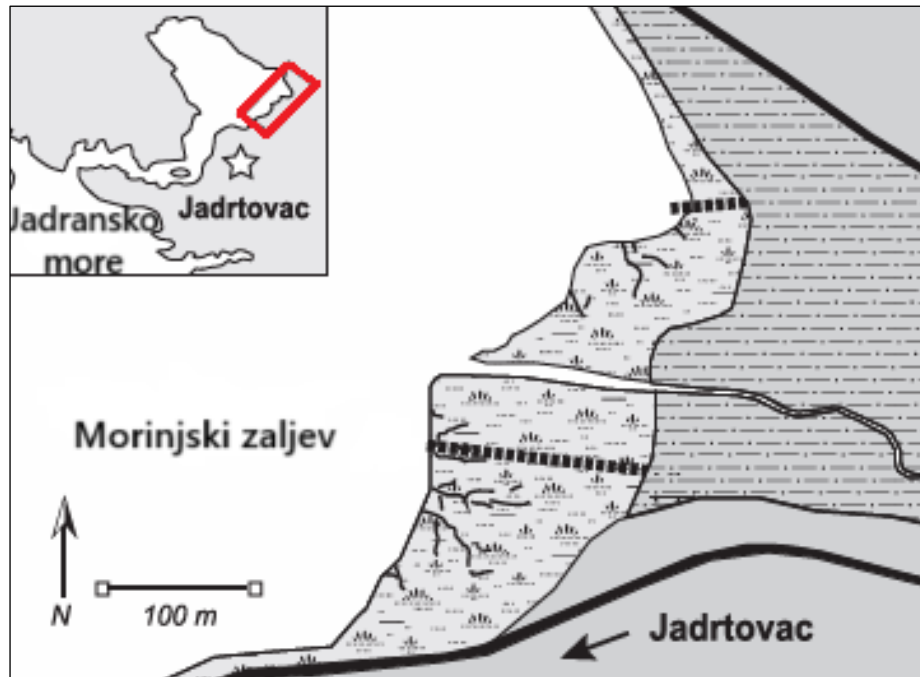 Jadrtovac
Jadransko
more
Morinjski zaljev
N
100 m
Jadrtovac